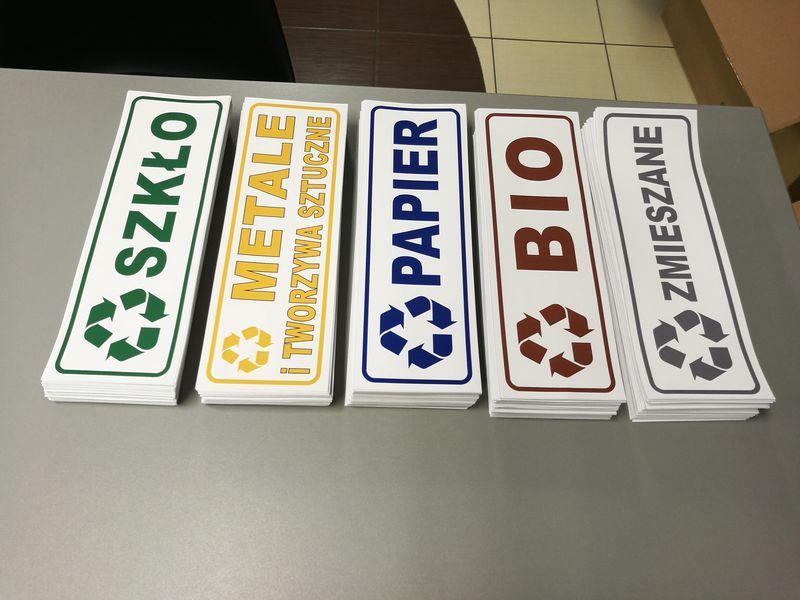 SZKŁO
METALE
i TWORZYWA SZTUCZNE
PAPIER
BIO
ZMIESZANE